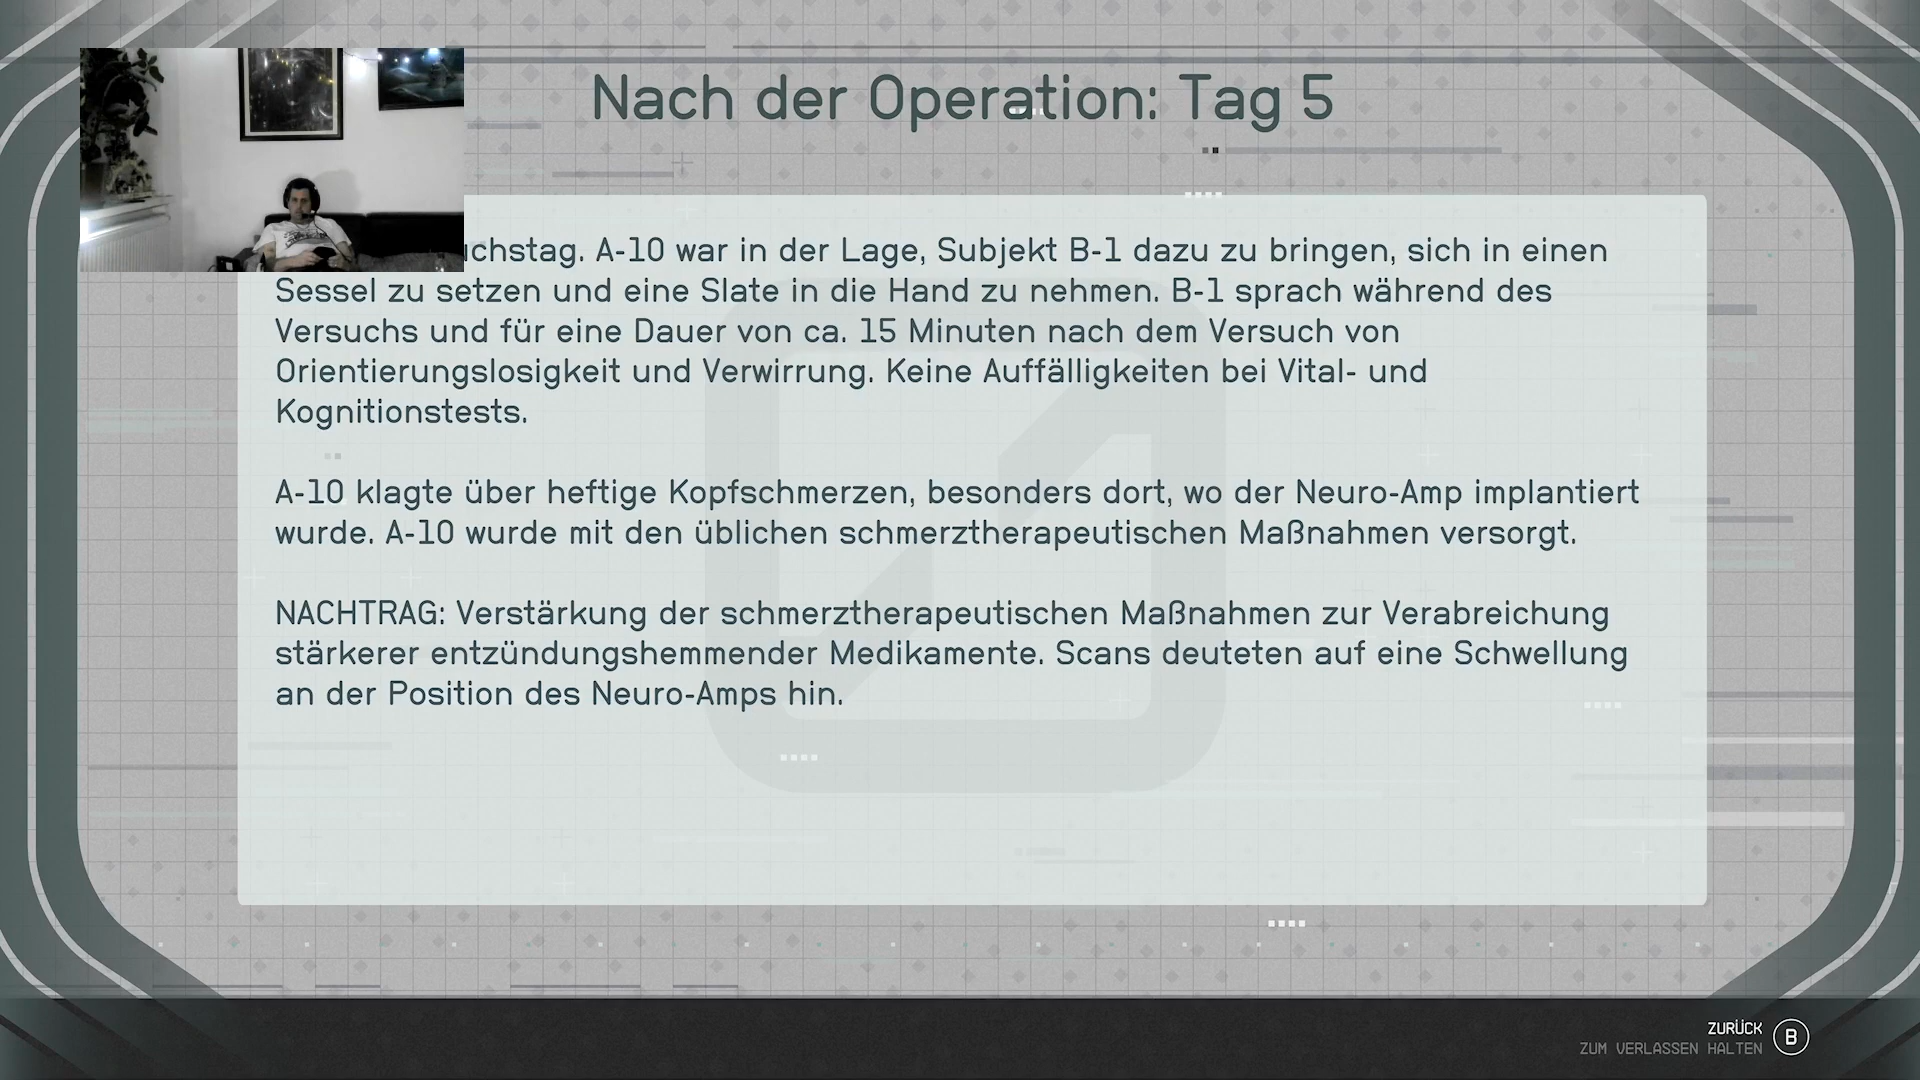 Nach der Operation: Tag 5
A-10 war in der Lage, Subjekt B-1 dazu zu bringen, sich in einen
Sessel zu setzen und eine Slate in die Hand zu nehmen. B-1 sprach während des
Versuchs und für eine Dauer von ca. 15 Minuten nach dem Versuch von
Orientierungslosigkeit und Verwirrung. Keine Auffälligkeiten bei Vital- und
Kognitionstests.
A-10 klagte über heftige Kopfschmerzen, besonders dort, wo der Neuro-Amp implantiert
wurde. A-10 wurde mit den üblichen schmerztherapeutischen Maßnahmen versorgt.
NACHTRAG: Verstärkung der schmerztherapeutischen Maßnahmen zur Verabreichung
stärkerer entzündungshemmender Medikamente. Scans deuteten auf eine Schwellung
an der Position des Neuro-Amps hin.
ZURÜCK
ZUM VERLASSEN HALTEN
B